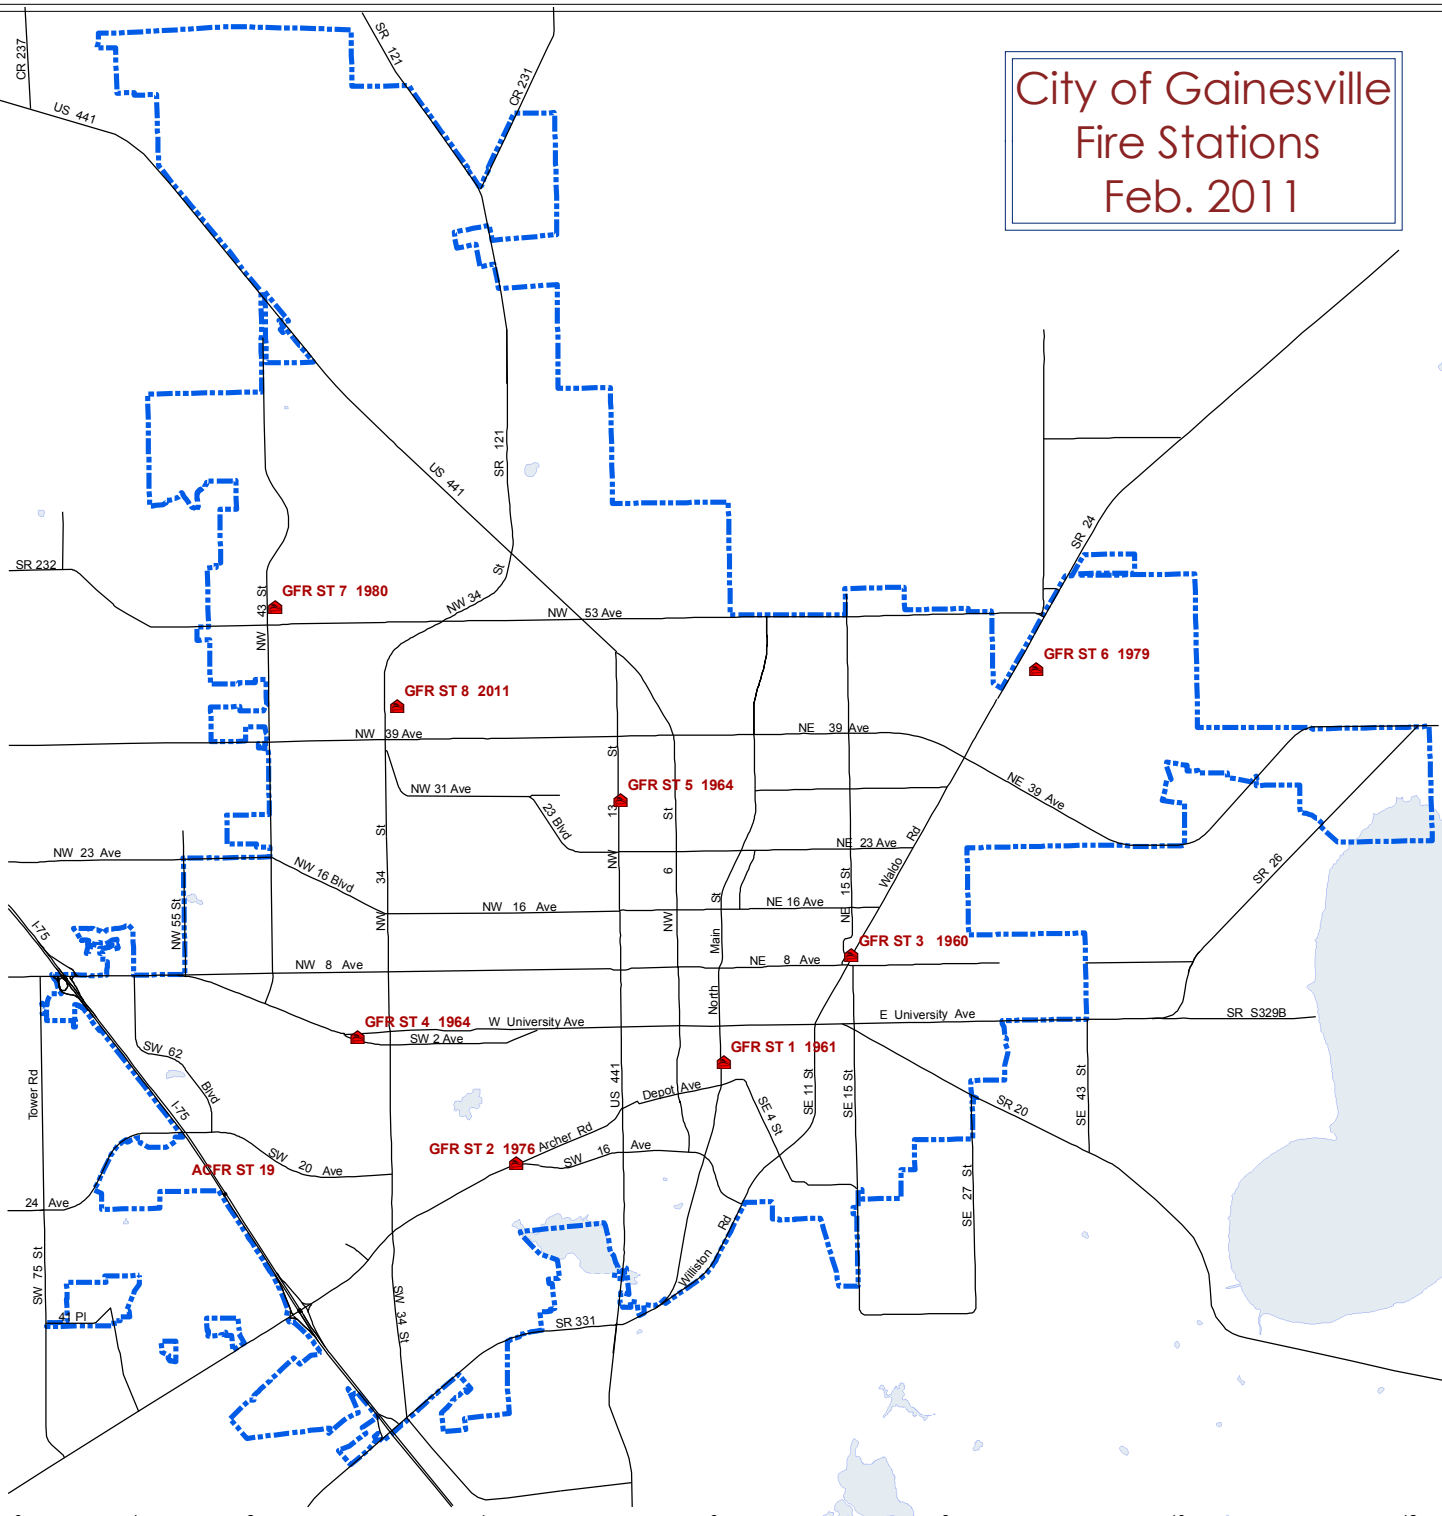 City of Gainesville
Fire Stations
Feb. 2011
CR 237
SR 121
CR 231
US 441
SR 121
US 441
SR 24
SR 232
NW 43 St
GFR ST 7 1980
NW 34 St
NW 53 Ave
GFR ST 6 1979
GFR ST 8 2011
NW 39 Ave
NE 39 Ave
NE 39 Ave
NW 31 Ave
23 Blvd
NW 13 St
GFR ST 5 1964
NW 6 St
NW 34 St
NW 23 Ave
NE 23 Ave
Waldo Rd
SR 26
NW 16 Blvd
NW 16 Ave
NE 16 Ave
NE 15 St
NW 55 St
I-75
North Main St
GFR ST 3 1960
NW 8 Ave
NE 8 Ave
GFR ST 4 1964
W University Ave
E University Ave
SR S329B
SW 2 Ave
GFR ST 1 1961
SW 62 Blvd
Tower Rd
I-75
US 441
Depot Ave
SE 4 St
SE 11 St
SE 15 St
SR 20
SE 43 St
GFR ST 2 1976
Archer Rd
SW 16 Ave
ACFR ST 19
SW 20 Ave
24 Ave
SE 27 St
SW 75 St
Williston Rd
41 Pl
SW 34 St
SR 331